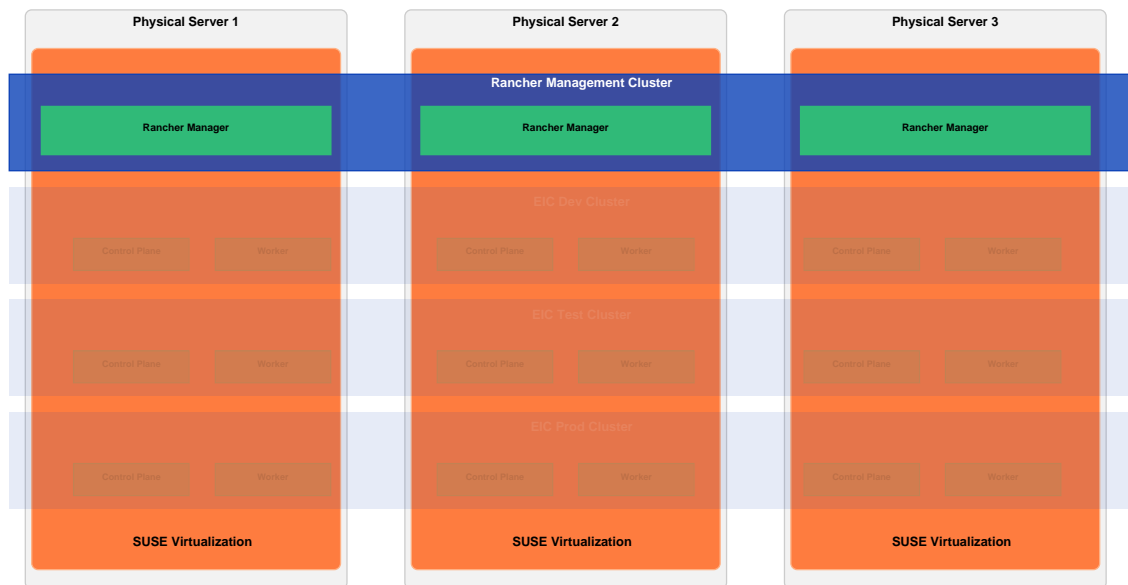 Physical Server 1
Physical Server 2
Physical Server 3
Rancher Management Cluster
Rancher Manager
Rancher Manager
Rancher Manager
EIC Dev Cluster
Control Plane
Worker
Control Plane
Worker
Control Plane
Worker
EIC Test Cluster
Control Plane
Worker
Control Plane
Worker
Control Plane
Worker
EIC Prod Cluster
Control Plane
Worker
Control Plane
Worker
Control Plane
Worker
SUSE Virtualization
SUSE Virtualization
SUSE Virtualization